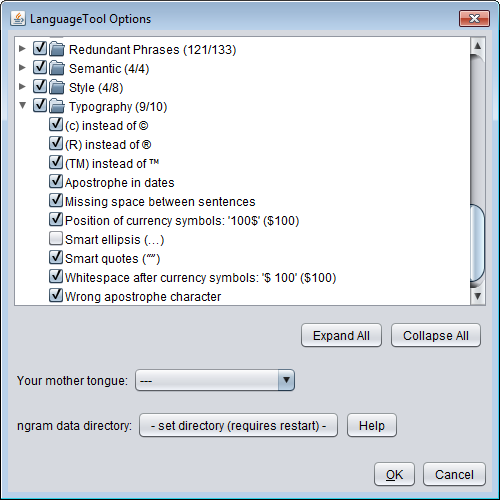 LanguageTool Options
Redundant Phrases (121/133)
Semantic (4/4)
Style (4/8)
Typography (9/10)
(c) instead of ©
(R) instead of ®
(TM) instead of ™
Apostrophe in dates
Missing space between sentences
Position of currency symbols: '100$' ($100)
Smart ellipsis (…)
Smart quotes (“”)
Whitespace after currency symbols: '$ 100' ($100)
Wrong apostrophe character
Expand All Collapse All
Your mother tongue: ---
ngram data directory: - set directory (requires restart) - Help
OK Cancel